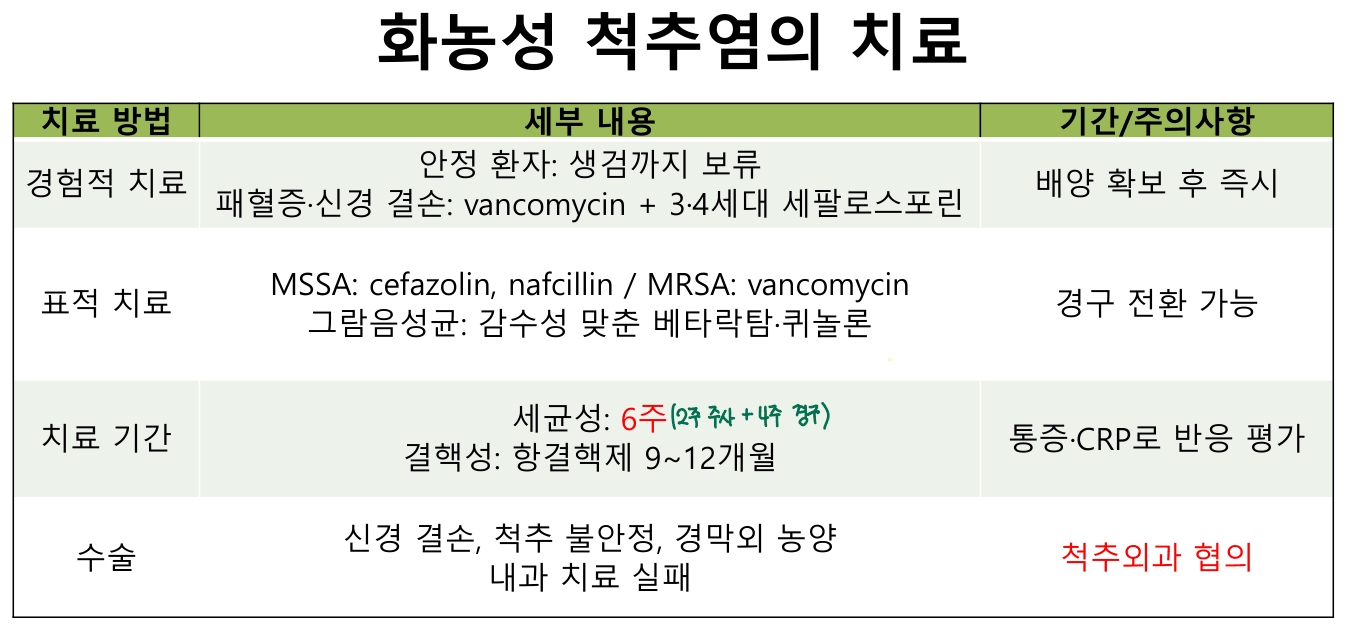 화농성 척추염의 치료
치료 방법 세부 내용 기간/주의사항
경험적 치료
안정 환자: 생검까지 보류
패혈증·신경 결손: vancomycin + 3·4세대 세팔로스포린
배양 확보 후 즉시
표적 치료
MSSA: cefazolin, nafcillin / MRSA: vancomycin
그람음성균: 감수성 맞춘 베타락탐·퀴놀론
경구 전환 가능
치료 기간
세균성: 6주(2주 주사 + 4주 경구)
결핵성: 항결핵제 9~12개월
통증·CRP로 반응 평가
수술
신경 결손, 척추 불안정, 경막외 농양
내과 치료 실패
척추외과 협의